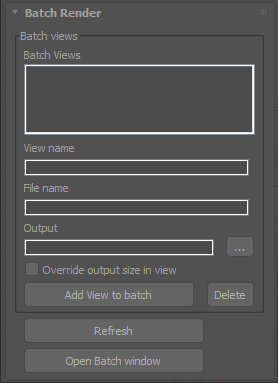 Batch Render
Batch views
Batch Views
View name
File name
Output
...
Override output size in view
Add View to batch
Delete
Refresh
Open Batch window